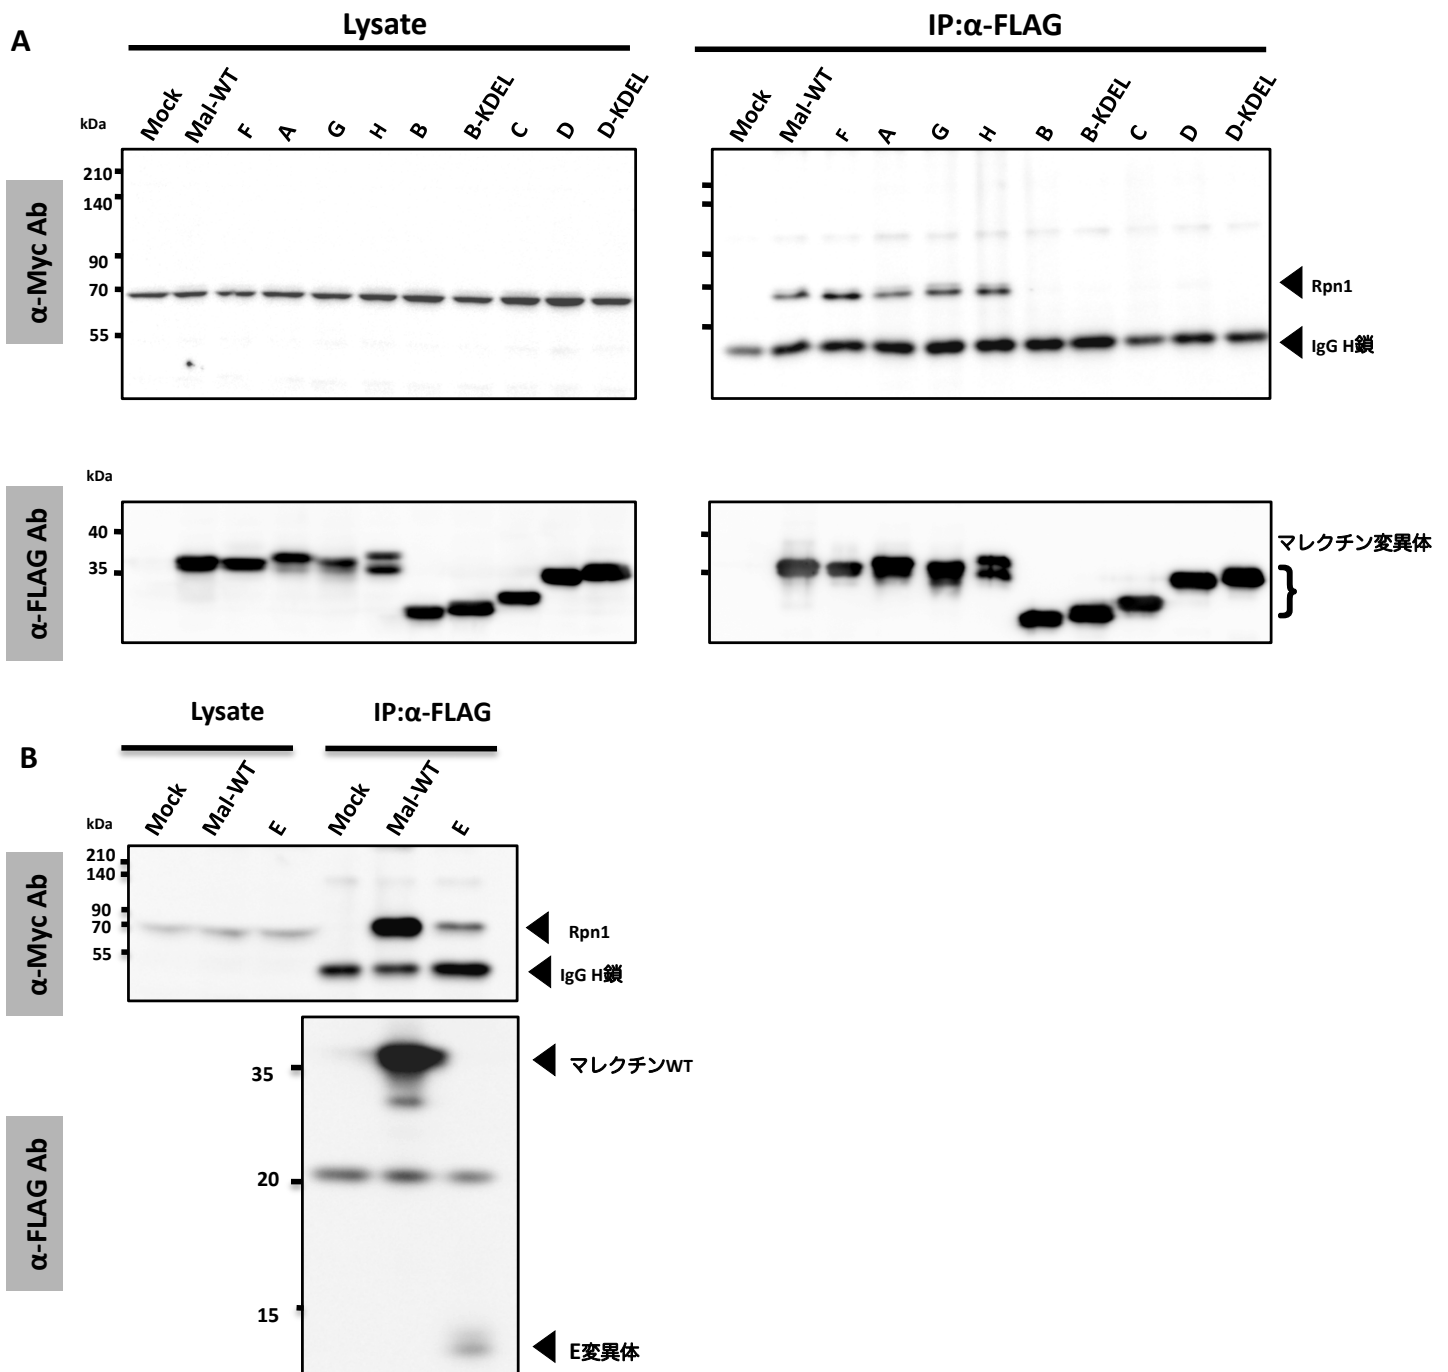 A
Lysate
IP:α-FLAG
Mock Mal-WT F A G H B B-KDEL C D D-KDEL
Mock Mal-WT F A G H B B-KDEL C D D-KDEL
kDa
α-Myc Ab
210
140
90
70
55
Rpn1
IgG H鎖
kDa
α-FLAG Ab
40
35
マレクチン変異体
}
B
Lysate
IP:α-FLAG
Mock Mal-WT E
Mock Mal-WT E
kDa
α-Myc Ab
210
140
90
70
55
Rpn1
IgG H鎖
α-FLAG Ab
35
20
15
マレクチンWT
E変異体